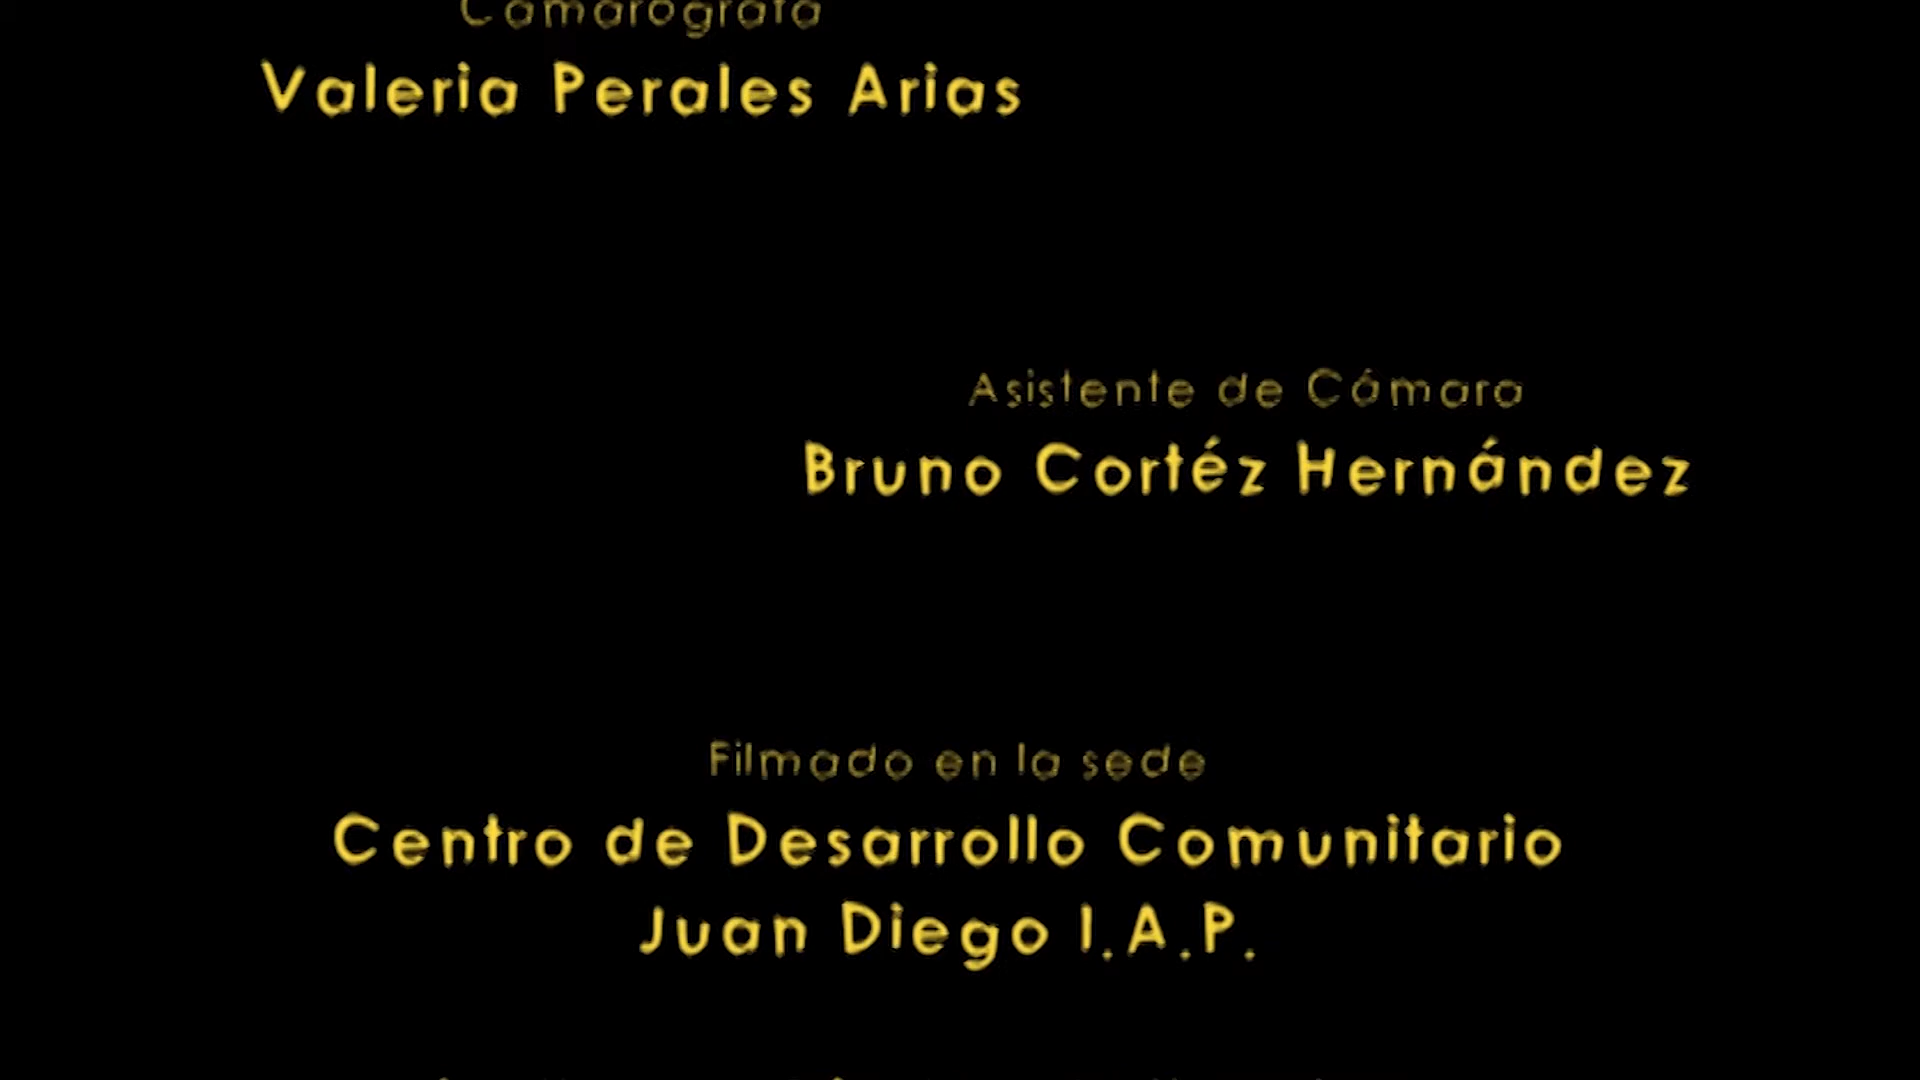 Camarógrafa
Valeria Perales Arias
Asistente de Cámara
Bruno Cortéz Hernández
Filmado en la sede
Centro de Desarrollo Comunitario
Juan Diego I.A.P.